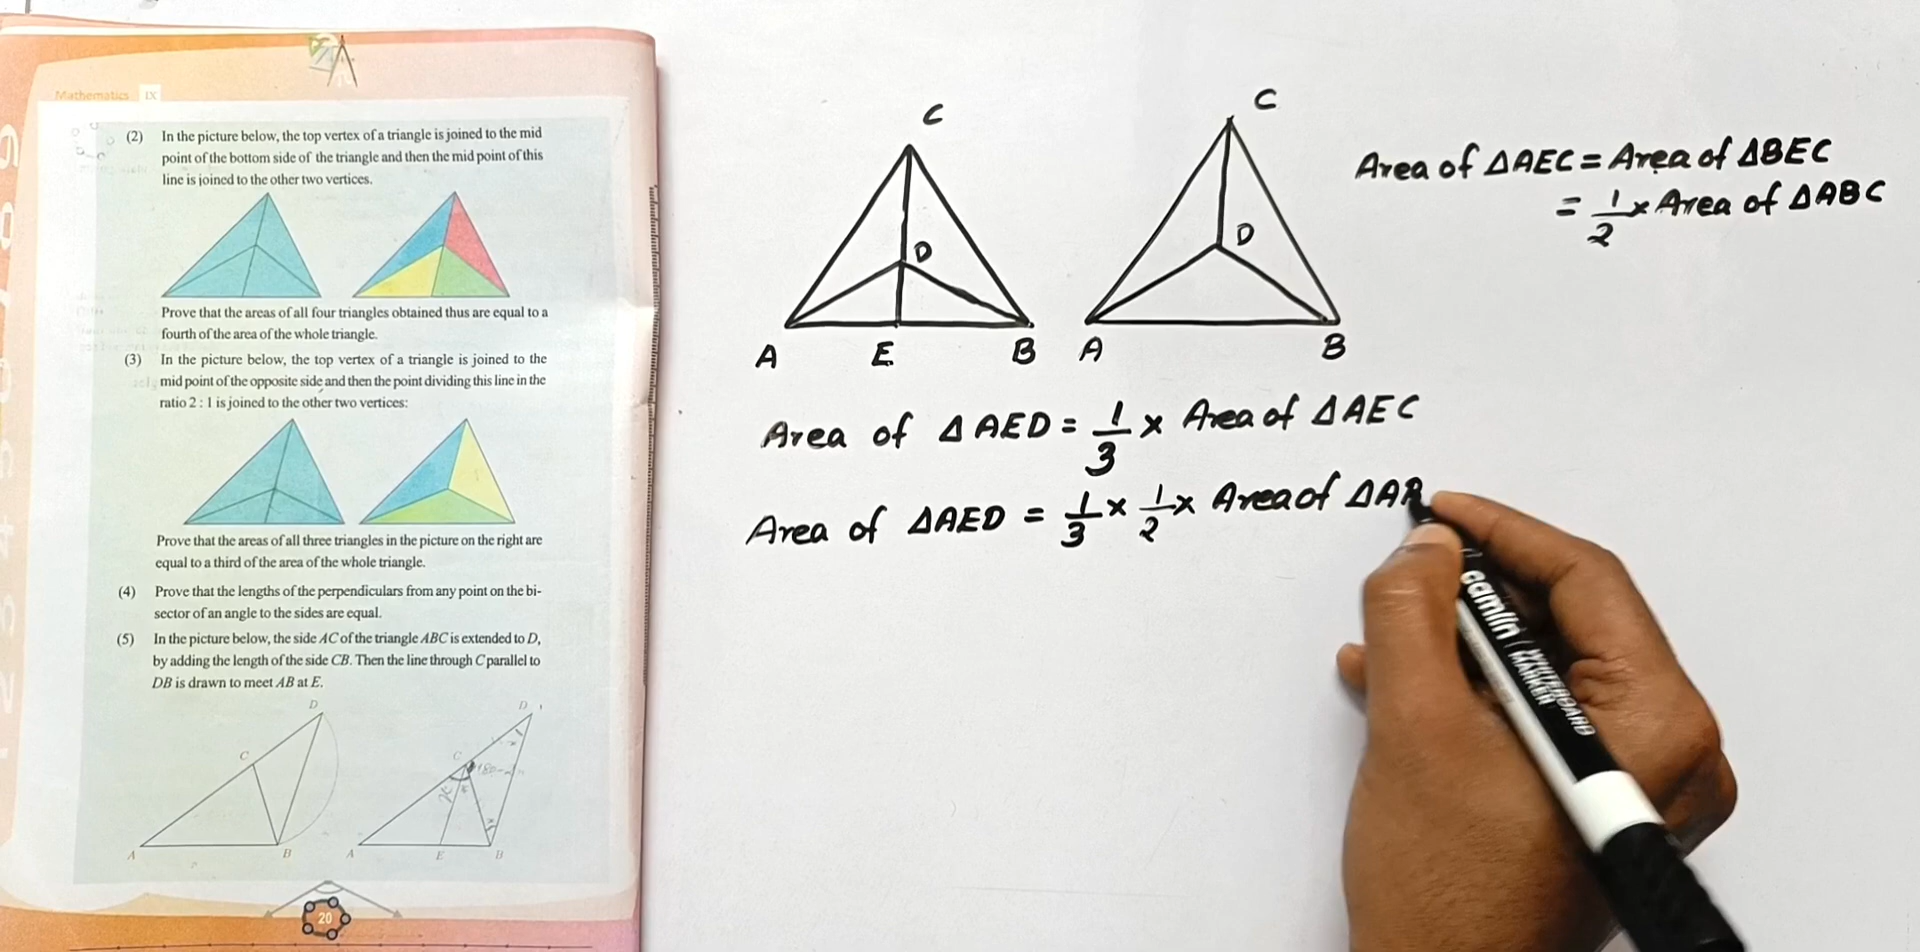 Mathematics IX
(2) In the picture below, the top vertex of a triangle is joined to the mid
point of the bottom side of the triangle and then the mid point of this
line is joined to the other two vertices.
Prove that the areas of all four triangles obtained thus are equal to a
fourth of the area of the whole triangle.
(3) In the picture below, the top vertex of a triangle is joined to the
mid point of the opposite side and then the point dividing this line in the
ratio 2 : 1 is joined to the other two vertices:
Prove that the areas of all three triangles in the picture on the right are
equal to a third of the area of the whole triangle.
(4) Prove that the lengths of the perpendiculars from any point on the bi-
sector of an angle to the sides are equal.
(5) In the picture below, the side AC of the triangle ABC is extended to D,
by adding the length of the side CB. Then the line through C parallel to
DB is drawn to meet AB at E.
D
C
A B
D
C
A E B
20
C
D
A E B
C
D
A B
Area of ΔAEC = Area of ΔBEC
= 1/2 × Area of ΔABC
Area of ΔAED = 1/3 × Area of ΔAEC
Area of ΔAED = 1/3 × 1/2 × Area of ΔAB
camlin
WHITEBOARD
MARKER